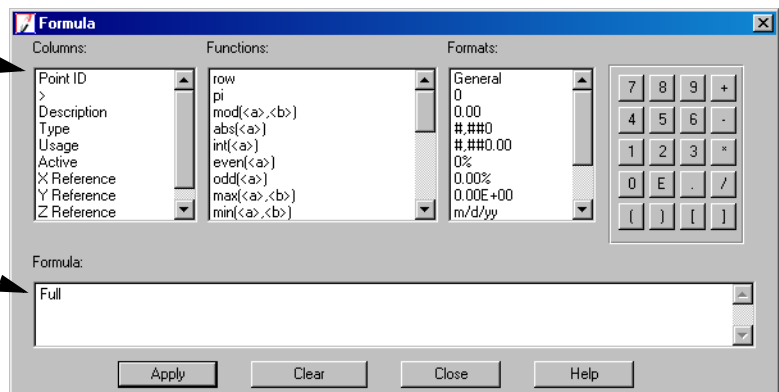 Formula
Columns:
Functions:
Formats:
Point ID
>
Description
Type
Usage
Active
X Reference
Y Reference
Z Reference
row
pi
mod(<a>,<b>)
abs(<a>)
int(<a>)
even(<a>)
odd(<a>)
max(<a>,<b>)
min(<a>,<b>)
General
0
0.00
#,##0
#,##0.00
0%
0.00%
0.00E+00
m/d/yy
7 8 9 +
4 5 6 -
1 2 3 *
0 E . /
( ) [ ]
Formula:
Full
Apply Clear Close Help